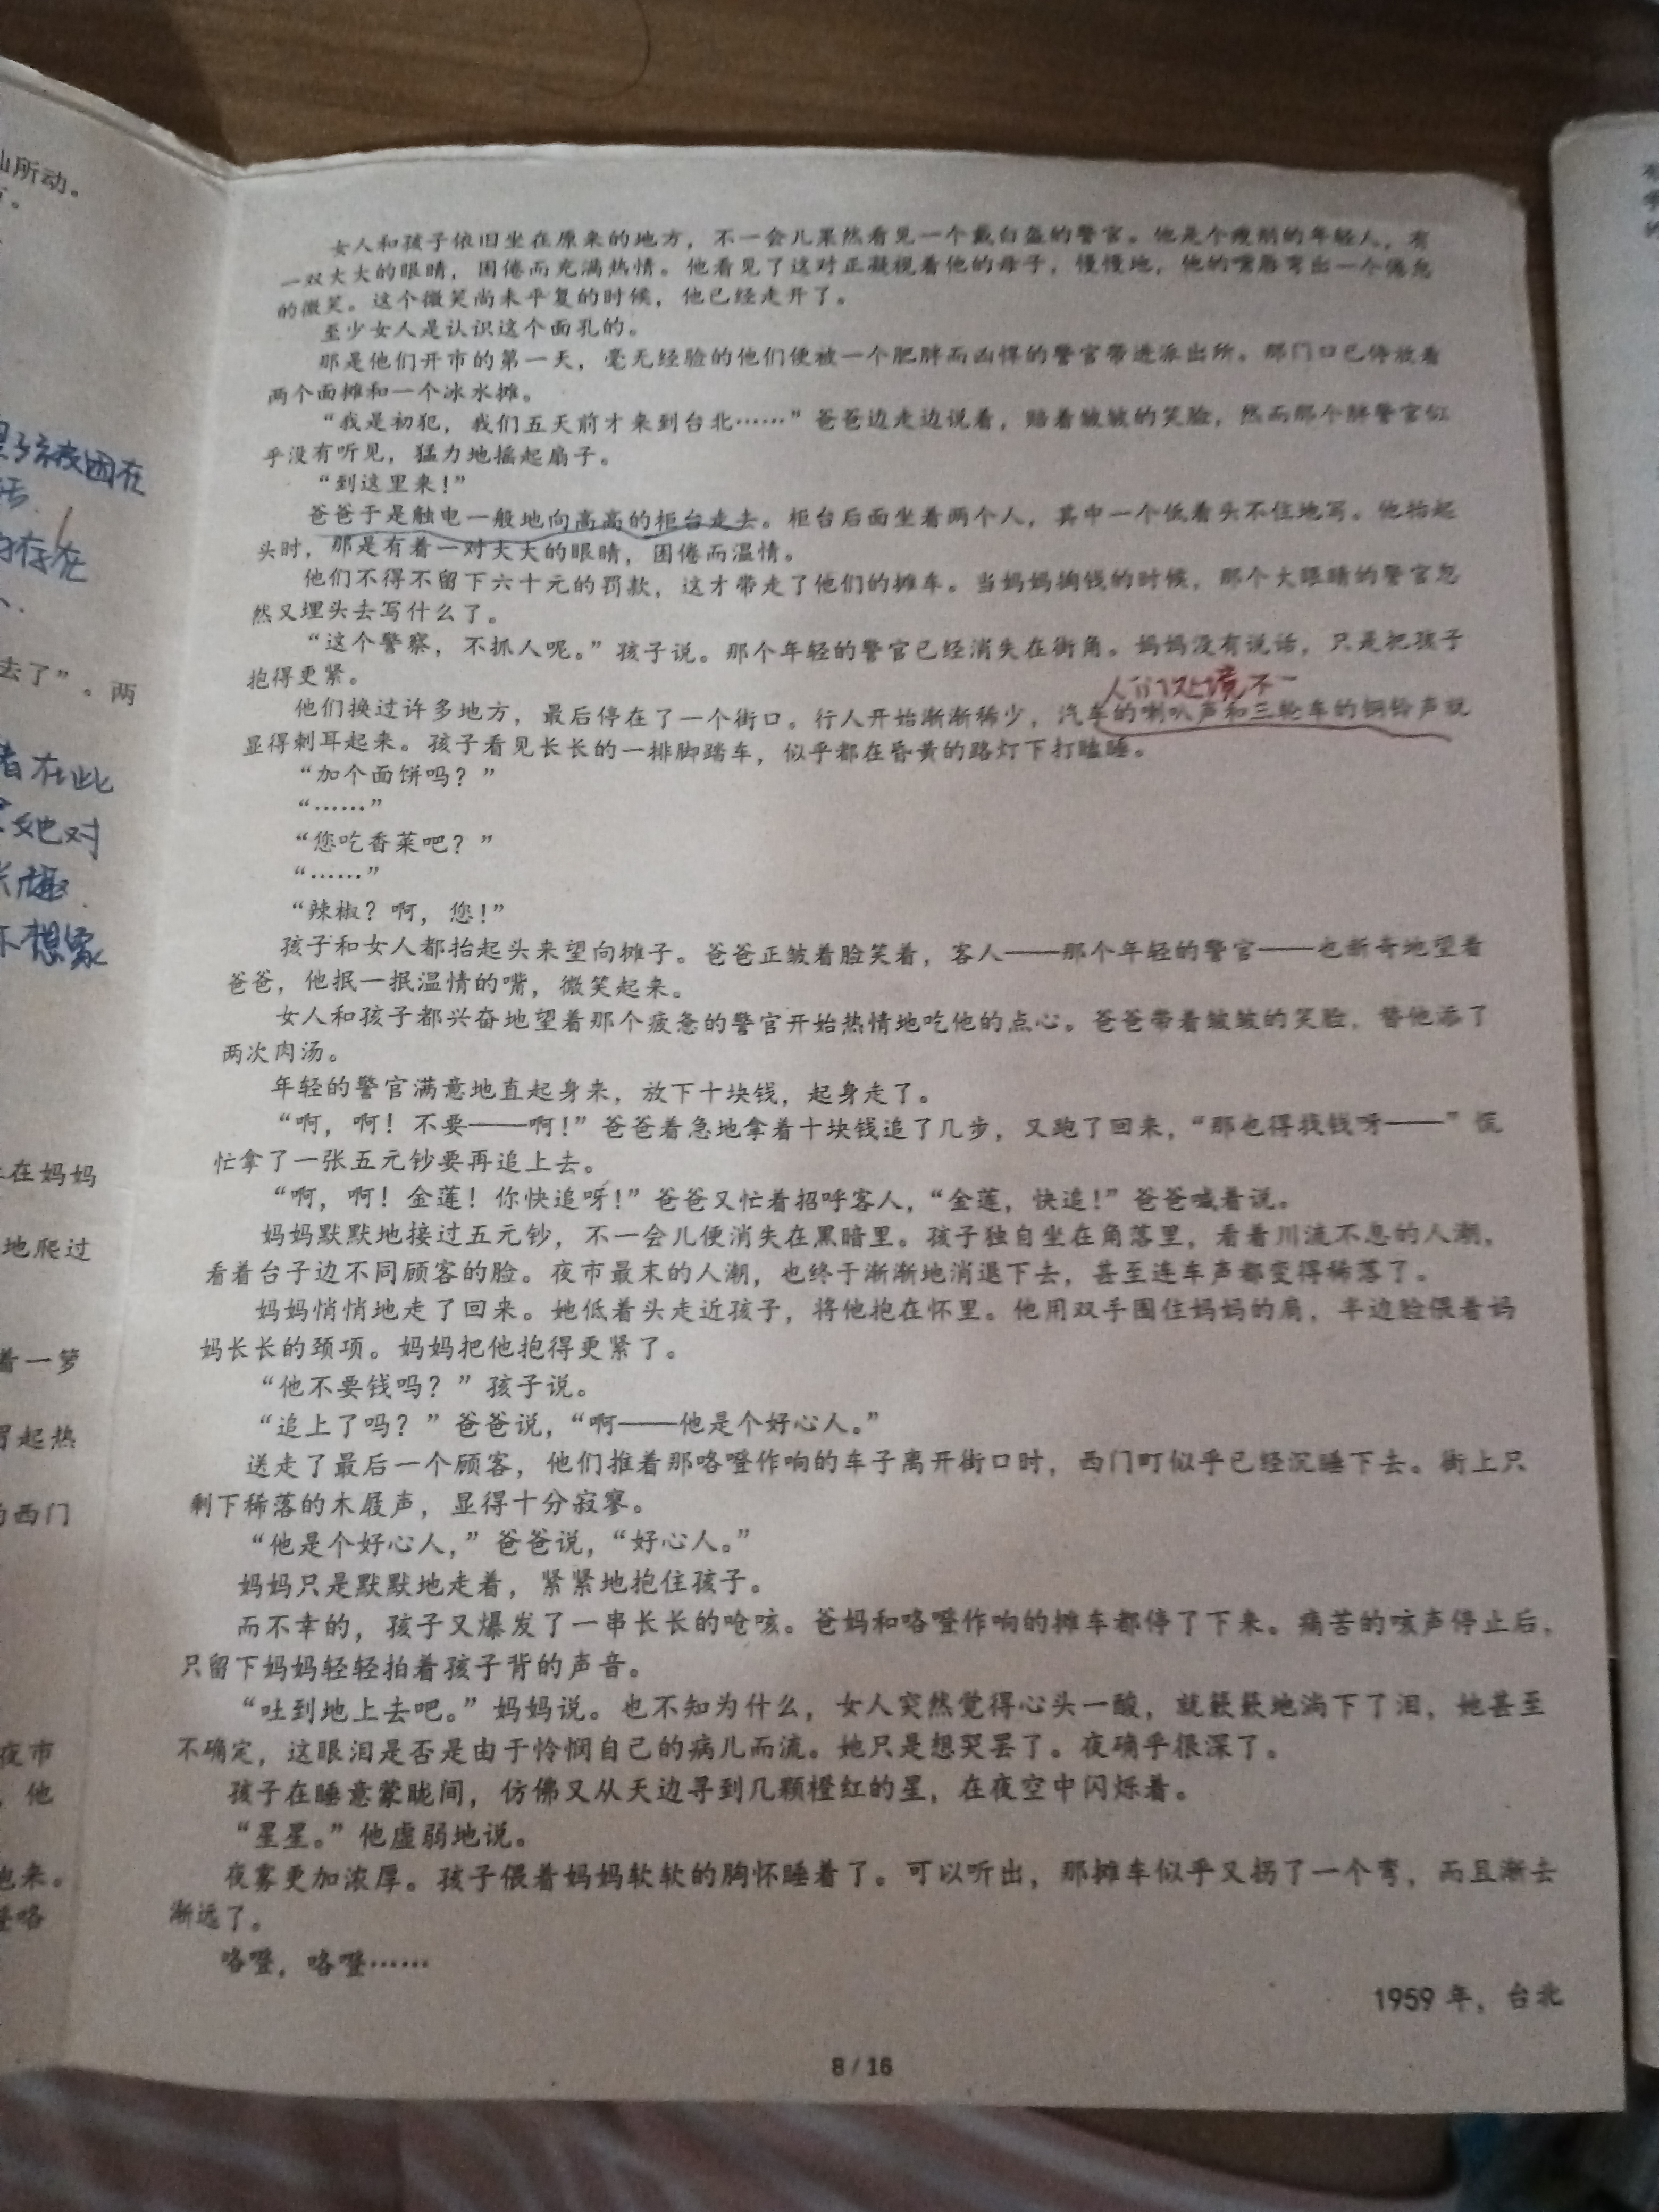 山所动。
星孩被困在
存在
去了”。两
者在此
她对
趣
不想家
在妈妈
地爬过
着一箩
冒起热
西门
夜市
，他
跑来。
噔咯
女人和孩子依旧坐在原来的地方，不一会儿果然看见一个戴白盔的警官。他是个瘦削的年轻人，有
一双大大的眼睛，困倦而充满热情。他看见了这对正凝视着他的母子，慢慢地，他的嘴唇弯出一个倦怠
的微笑。这个微笑尚未平复的时候，他已经走开了。
至少女人是认识这个面孔的。
那是他们开市的第一天，毫无经验的他们便被一个肥胖而凶悍的警官带进派出所。那门口已停放着
两个面摊和一个冰水摊。
“我是初犯，我们五天前才来到台北……”爸爸边走边说着，赔着皱皱的笑脸，然而那个胖警官似
乎没有听见，猛力地摇起扇子。
“到这里来！”
爸爸于是触电一般地向高高的柜台走去。柜台后面坐着两个人，其中一个低着头不住地写。他抬起
头时，那是有着一对大大的眼睛，困倦而温情。
他们不得不留下六十元的罚款，这才带走了他们的摊车。当妈妈掏钱的时候，那个大眼睛的警官忽
然又埋头去写什么了。
“这个警察，不抓人呢。”孩子说。那个年轻的警官已经消失在街角。妈妈没有说话，只是把孩子
抱得更紧。
人们处境不一
他们换过许多地方，最后停在了一个街口。行人开始渐渐稀少，汽车的喇叭声和三轮车的铜铃声就
显得刺耳起来。孩子看见长长的一排脚踏车，似乎都在昏黄的路灯下打瞌睡。
“加个面饼吗？”
“……”
“您吃香菜吧？”
“……”
“辣椒？啊，您！”
孩子和女人都抬起头来望向摊子。爸爸正皱着脸笑着，客人——那个年轻的警官——也新奇地望着
爸爸，他抿一抿温情的嘴，微笑起来。
女人和孩子都兴奋地望着那个疲惫的警官开始热情地吃他的点心。爸爸带着皱皱的笑脸，替他添了
两次肉汤。
年轻的警官满意地直起身来，放下十块钱，起身走了。
“啊，啊！不要——啊！”爸爸着急地拿着十块钱追了几步，又跑了回来，“那也得找钱呀——”慌
忙拿了一张五元钞要再追上去。
“啊，啊！金莲！你快追呀！”爸爸又忙着招呼客人，“金莲，快追！”爸爸喊着说。
妈妈默默地接过五元钞，不一会儿便消失在黑暗里。孩子独自坐在角落里，看着川流不息的人潮，
看着台子边不同顾客的脸。夜市最末的人潮，也终于渐渐地消退下去，甚至连车声都变得稀落了。
妈妈悄悄地走了回来。她低着头走近孩子，将他抱在怀里。他用双手围住妈妈的肩，半边脸偎着妈
妈长长的颈项。妈妈把他抱得更紧了。
“他不要钱吗？”孩子说。
“追上了吗？”爸爸说，“啊——他是个好心人。”
送走了最后一个顾客，他们推着那咯噔作响的车子离开街口时，西门町似乎已经沉睡下去。街上只
剩下稀落的木屐声，显得十分寂寥。
“他是个好心人，”爸爸说，“好心人。”
妈妈只是默默地走着，紧紧地抱住孩子。
而不幸的，孩子又爆发了一串长长的呛咳。爸妈和咯噔作响的摊车都停了下来。痛苦的咳声停止后，
只留下妈妈轻轻拍着孩子背的声音。
“吐到地上去吧。”妈妈说。也不知为什么，女人突然觉得心头一酸，就簌簌地淌下了泪，她甚至
不确定，这眼泪是否是由于怜悯自己的病儿而流。她只是想哭罢了。夜确乎很深了。
孩子在睡意蒙眬间，仿佛又从天边寻到几颗橙红的星，在夜空中闪烁着。
“星星。”他虚弱地说。
夜雾更加浓厚。孩子偎着妈妈软软的胸怀睡着了。可以听出，那摊车似乎又拐了一个弯，而且渐去
渐远了。
咯噔，咯噔……
1959 年，台北
8 / 16